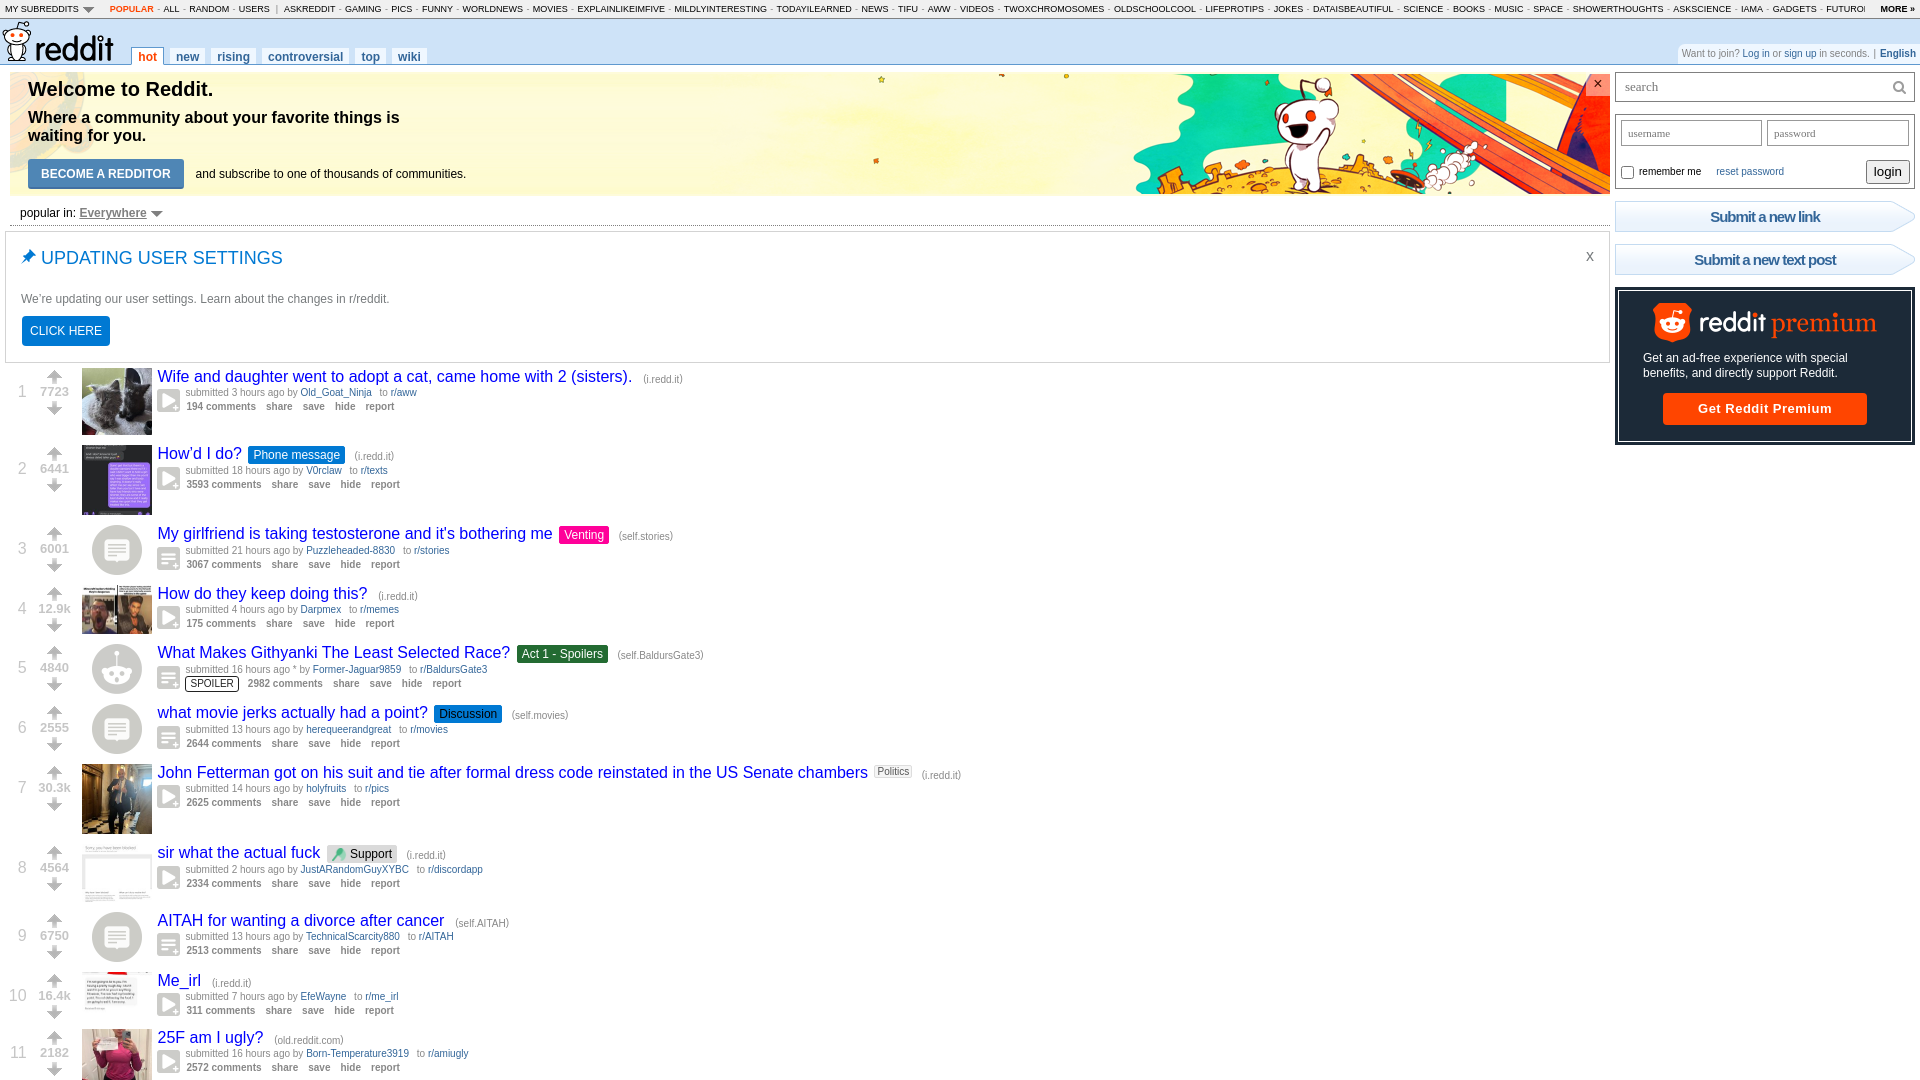 MY SUBREDDITS POPULAR - ALL - RANDOM - USERS | ASKREDDIT - GAMING - PICS - FUNNY - WORLDNEWS - MOVIES - EXPLAINLIKEIMFIVE - MILDLYINTERESTING - TODAYILEARNED - NEWS - TIFU - AWW - VIDEOS - TWOXCHROMOSOMES - OLDSCHOOLCOOL - LIFEPROTIPS - JOKES - DATAISBEAUTIFUL - SCIENCE - BOOKS - MUSIC - SPACE - SHOWERTHOUGHTS - ASKSCIENCE - IAMA - GADGETS - FUTURO MORE »
reddit hot new rising controversial top wiki
Want to join? Log in or sign up in seconds. | English
Welcome to Reddit.
Where a community about your favorite things is
waiting for you.
BECOME A REDDITOR and subscribe to one of thousands of communities.
×
search
username password
remember me reset password login
Submit a new link
Submit a new text post
reddit premium
Get an ad-free experience with special
benefits, and directly support Reddit.
Get Reddit Premium
popular in: Everywhere
UPDATING USER SETTINGS
x
We're updating our user settings. Learn about the changes in r/reddit.
CLICK HERE
1 7723 Wife and daughter went to adopt a cat, came home with 2 (sisters). (i.redd.it)
submitted 3 hours ago by Old_Goat_Ninja to r/aww
194 comments share save hide report
2 6441 How'd I do? Phone message (i.redd.it)
submitted 18 hours ago by V0rclaw to r/texts
3593 comments share save hide report
3 6001 My girlfriend is taking testosterone and it's bothering me Venting (self.stories)
submitted 21 hours ago by Puzzleheaded-8830 to r/stories
3067 comments share save hide report
4 12.9k How do they keep doing this? (i.redd.it)
submitted 4 hours ago by Darpmex to r/memes
175 comments share save hide report
5 4840 What Makes Githyanki The Least Selected Race? Act 1 - Spoilers (self.BaldursGate3)
submitted 16 hours ago * by Former-Jaguar9859 to r/BaldursGate3
SPOILER 2982 comments share save hide report
6 2555 what movie jerks actually had a point? Discussion (self.movies)
submitted 13 hours ago by herequeerandgreat to r/movies
2644 comments share save hide report
7 30.3k John Fetterman got on his suit and tie after formal dress code reinstated in the US Senate chambers Politics (i.redd.it)
submitted 14 hours ago by holyfruits to r/pics
2625 comments share save hide report
8 4564 sir what the actual fuck Support (i.redd.it)
submitted 2 hours ago by JustARandomGuyXYBC to r/discordapp
2334 comments share save hide report
9 6750 AITAH for wanting a divorce after cancer (self.AITAH)
submitted 13 hours ago by TechnicalScarcity880 to r/AITAH
2513 comments share save hide report
10 16.4k Me_irl (i.redd.it)
submitted 7 hours ago by EfeWayne to r/me_irl
311 comments share save hide report
11 2182 25F am I ugly? (old.reddit.com)
submitted 16 hours ago by Born-Temperature3919 to r/amiugly
2572 comments share save hide report